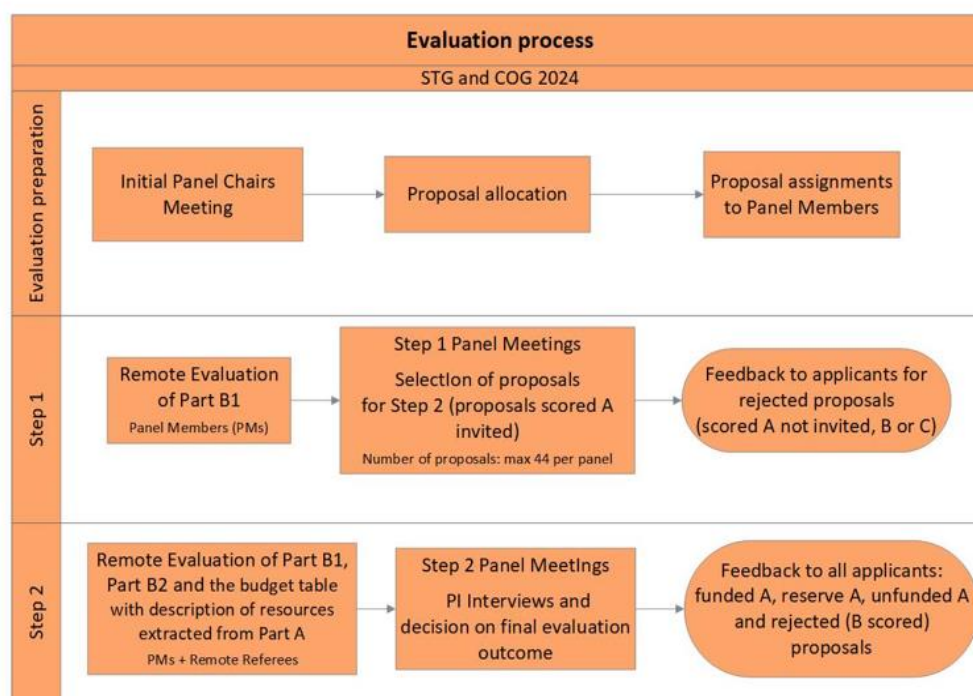 Evaluation process
STG and COG 2024
Evaluation preparation
Initial Panel Chairs
Meeting
Proposal allocation
Proposal assignments
to Panel Members
Step 1
Remote Evaluation
of Part B1
Panel Members (PMs)
Step 1 Panel Meetings
SelectIon of proposals
for Step 2 (proposals scored A
invited)
Number of proposals: max 44 per panel
Feedback to applicants for
rejected proposals
(scored A not invited, B or C)
Step 2
Remote Evaluation of Part B1,
Part B2 and the budget table
with description of resources
extracted from Part A
PMs + Remote Referees
Step 2 Panel MeetIngs
PI Interviews and
decision on final evaluation
outcome
Feedback to all applicants:
funded A, reserve A, unfunded A
and rejected (B scored)
proposals